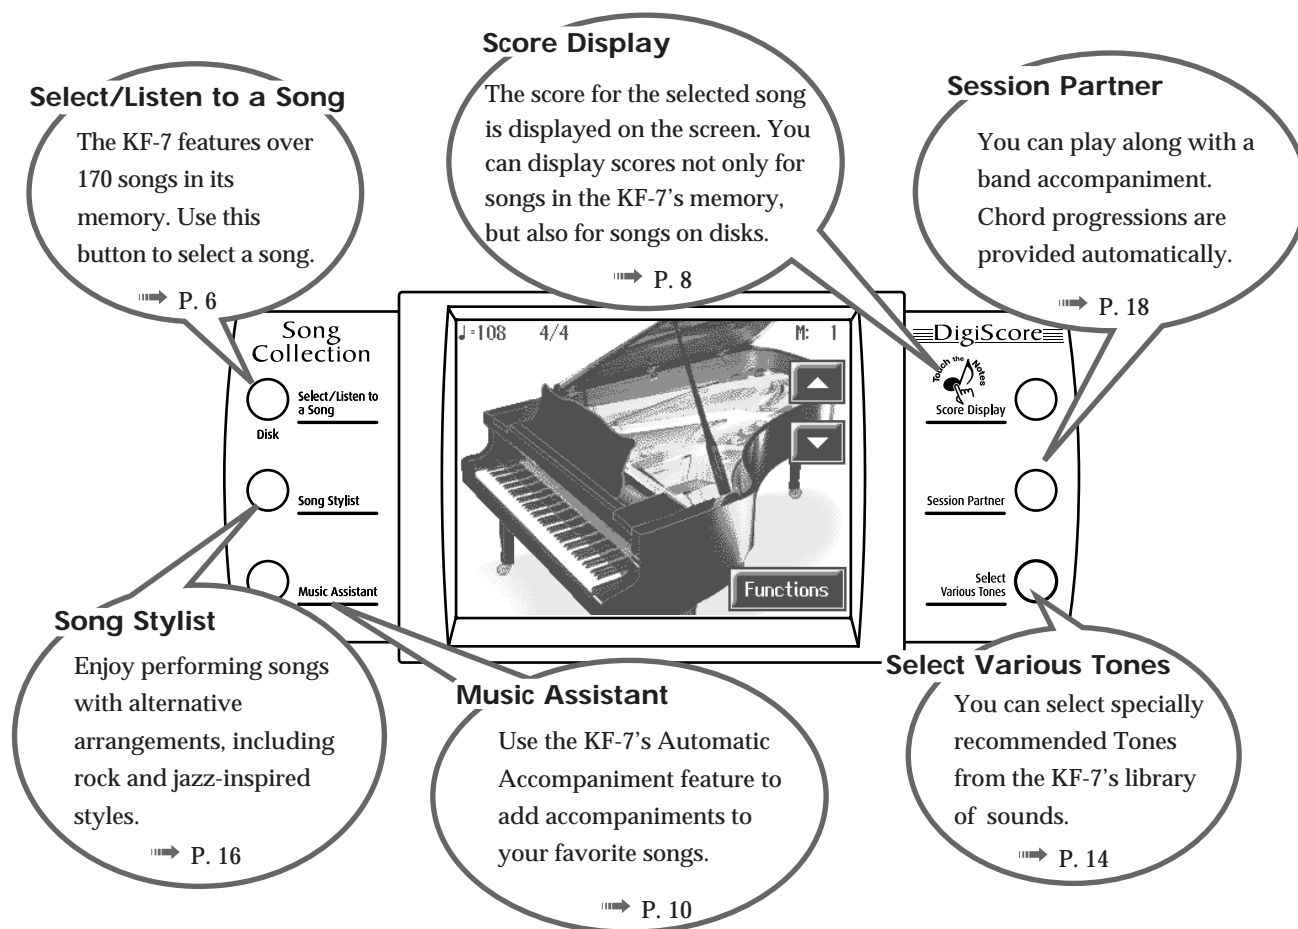 Score Display
The score for the selected song
is displayed on the screen. You
can display scores not only for
songs in the KF-7's memory,
but also for songs on disks.
P. 8
Select/Listen to a Song
The KF-7 features over
170 songs in its
memory. Use this
button to select a song.
P. 6
Session Partner
You can play along with a
band accompaniment.
Chord progressions are
provided automatically.
P. 18
Song
Collection
Select/Listen to
a Song
Disk
Song Stylist
Music Assistant
♩=108 4/4 M: 1
Functions
DigiScore
Touch the Notes
Score Display
Session Partner
Select
Various Tones
Song Stylist
Enjoy performing songs
with alternative
arrangements, including
rock and jazz-inspired
styles.
P. 16
Music Assistant
Use the KF-7's Automatic
Accompaniment feature to
add accompaniments to
your favorite songs.
P. 10
Select Various Tones
You can select specially
recommended Tones
from the KF-7's library
of sounds.
P. 14